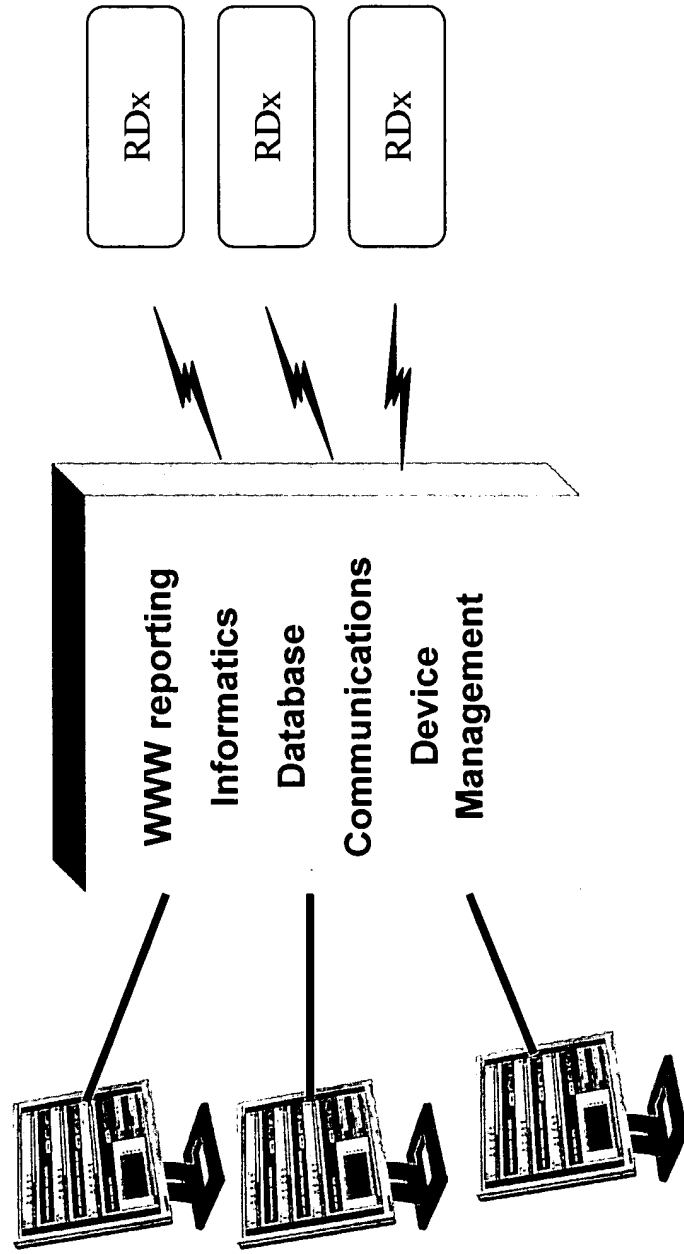 WWW reporting
Informatics
Database
Communications
Device
Management
RDx
RDx
RDx